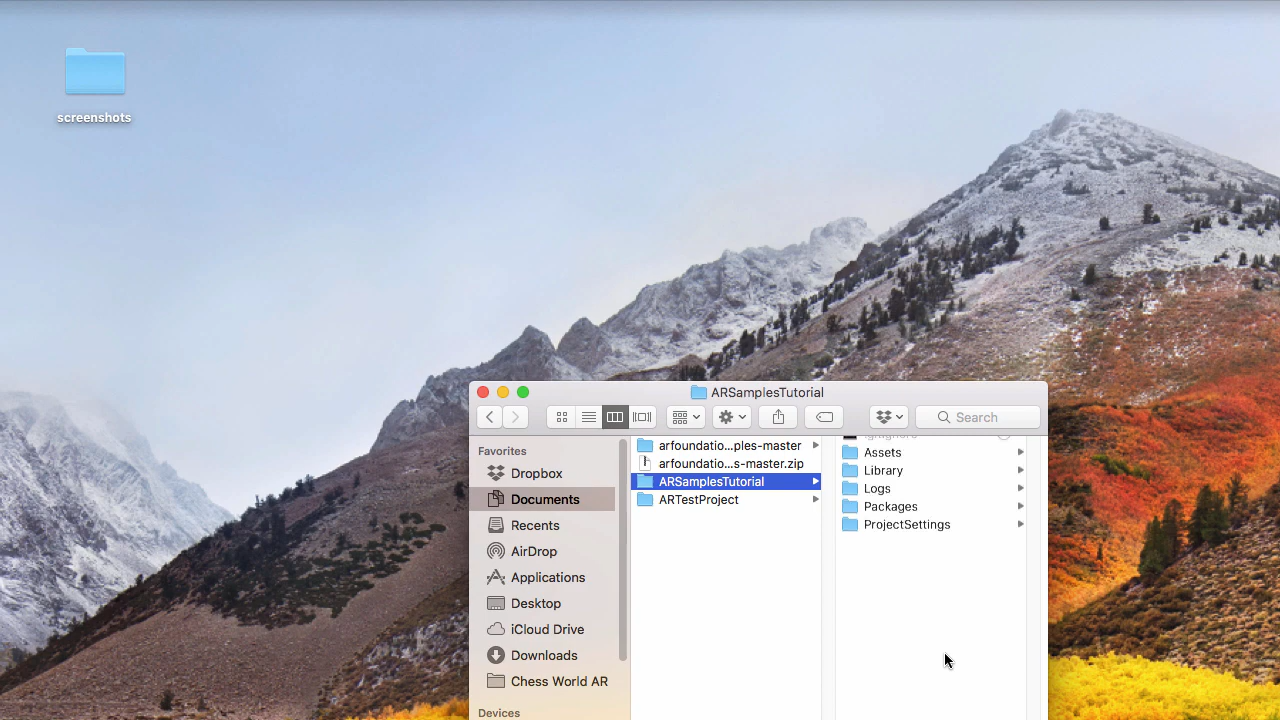 screenshots
ARSamplesTutorial
Search
Favorites
Dropbox
Documents
Recents
AirDrop
Applications
Desktop
iCloud Drive
Downloads
Chess World AR
Devices
arfoundatio...ples-master
arfoundatio...s-master.zip
ARSamplesTutorial
ARTestProject
Assets
Library
Logs
Packages
ProjectSettings